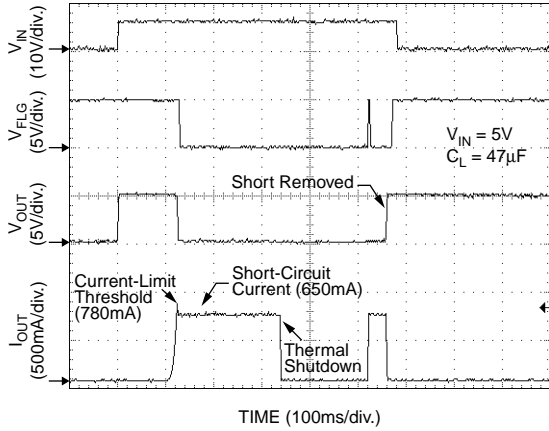 V_IN
(10V/div.)
V_FLG
(5V/div.)
V_IN = 5V
C_L = 47µF
V_OUT
(5V/div.)
Short Removed
I_OUT
(500mA/div.)
Current-Limit
Threshold
(780mA)
Short-Circuit
Current (650mA)
Thermal
Shutdown
TIME (100ms/div.)